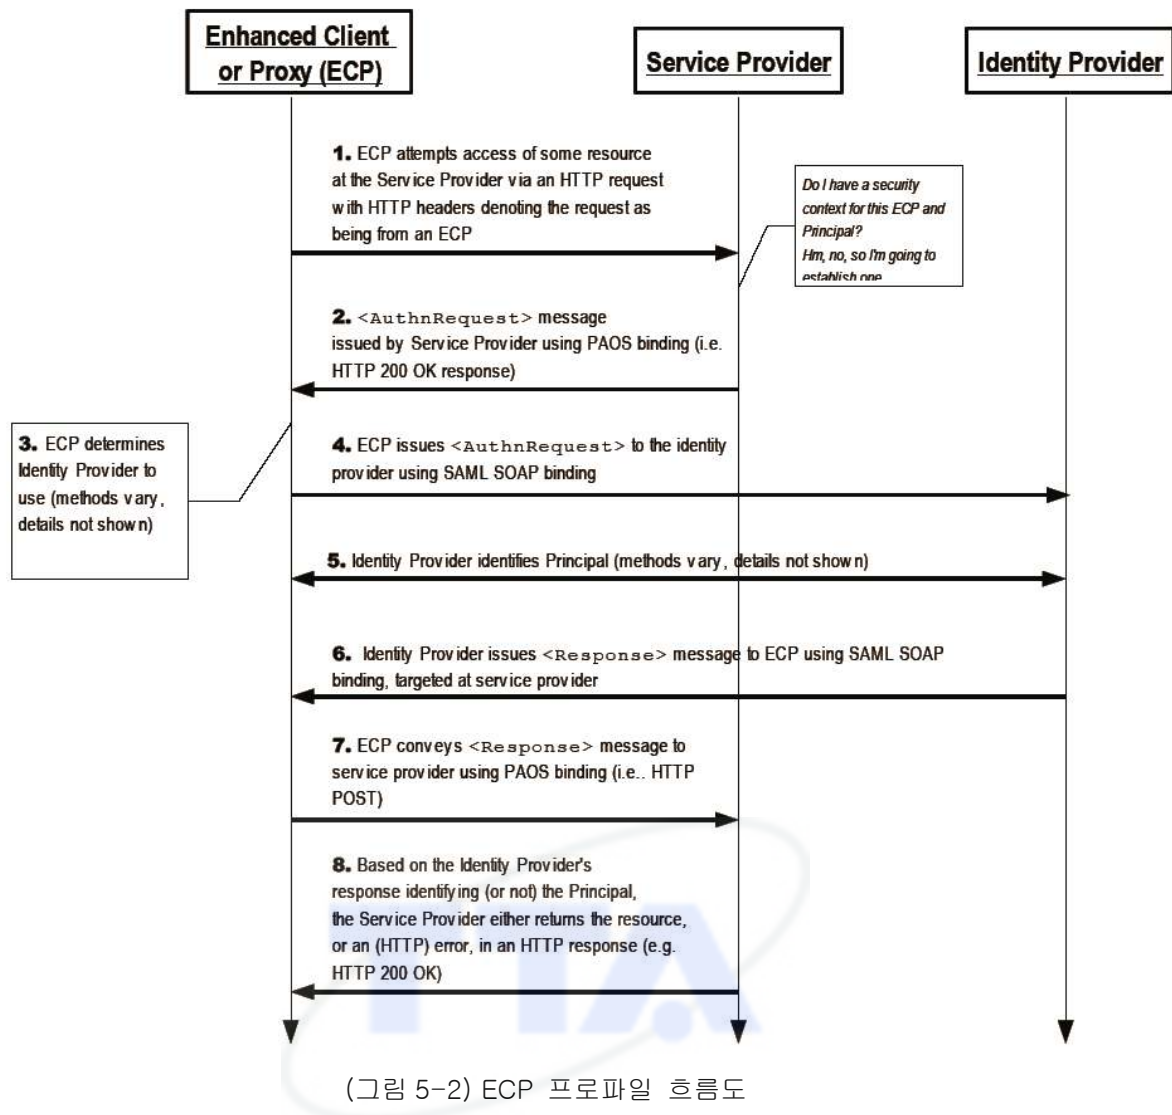 Enhanced Client
or Proxy (ECP)
Service Provider
Identity Provider
1. ECP attempts access of some resource
at the Service Provider via an HTTP request
with HTTP headers denoting the request as
being from an ECP
Do I have a security
context for this ECP and
Principal?
Hm, no, so I'm going to
establish one
2. <AuthnRequest> message
issued by Service Provider using PAOS binding (i.e.
HTTP 200 OK response)
3. ECP determines
Identity Provider to
use (methods vary,
details not shown)
4. ECP issues <AuthnRequest> to the identity
provider using SAML SOAP binding
5. Identity Provider identifies Principal (methods vary, details not shown)
6. Identity Provider issues <Response> message to ECP using SAML SOAP
binding, targeted at service provider
7. ECP conveys <Response> message to
service provider using PAOS binding (i.e.. HTTP
POST)
8. Based on the Identity Provider's
response identifying (or not) the Principal,
the Service Provider either returns the resource,
or an (HTTP) error, in an HTTP response (e.g.
HTTP 200 OK)
TTA
(그림 5-2) ECP 프로파일 흐름도